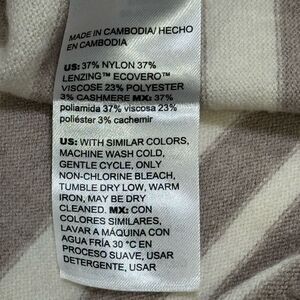 MADE IN CAMBODIA/ HECHO
EN CAMBODIA
US: 37% NYLON 37%
LENZING™ ECOVERO™
VISCOSE 23% POLYESTER
3% CASHMERE MX: 37%
poliamida 37% viscosa 23%
poliéster 3% cachemir
US: WITH SIMILAR COLORS,
MACHINE WASH COLD,
GENTLE CYCLE, ONLY
NON-CHLORINE BLEACH,
TUMBLE DRY LOW, WARM
IRON, MAY BE DRY
CLEANED. MX: CON
COLORES SIMILARES,
LAVAR A MÁQUINA CON
AGUA FRÍA 30 °C EN
PROCESO SUAVE, USAR
DETERGENTE, USAR